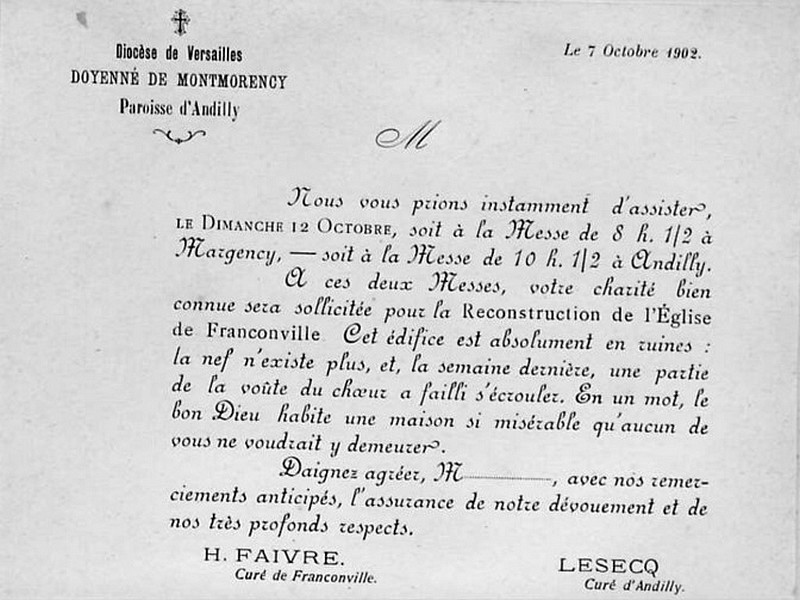 Diocèse de Versailles
DOYENNÉ DE MONTMORENCY
Paroisse d'Andilly
Le 7 Octobre 1902.
M
Nous vous prions instamment d'assister,
LE DIMANCHE 12 OCTOBRE, soit à la Messe de 8 h. 1/2 à
Margency, — soit à la Messe de 10 h. 1/2 à Andilly.
A ces deux Messes, votre charité bien
connue sera sollicitée pour la Reconstruction de l'Église
de Franconville. Cet édifice est absolument en ruines :
la nef n'existe plus, et, la semaine dernière, une partie
de la voûte du chœur a failli s'écrouler. En un mot, le
bon Dieu habite une maison si misérable qu'aucun de
vous ne voudrait y demeurer.
Daignez agréer, M............, avec nos remer-
ciements anticipés, l'assurance de notre dévouement et de
nos très profonds respects.
H. FAIVRE.
Curé de Franconville.
LESECQ
Curé d'Andilly.